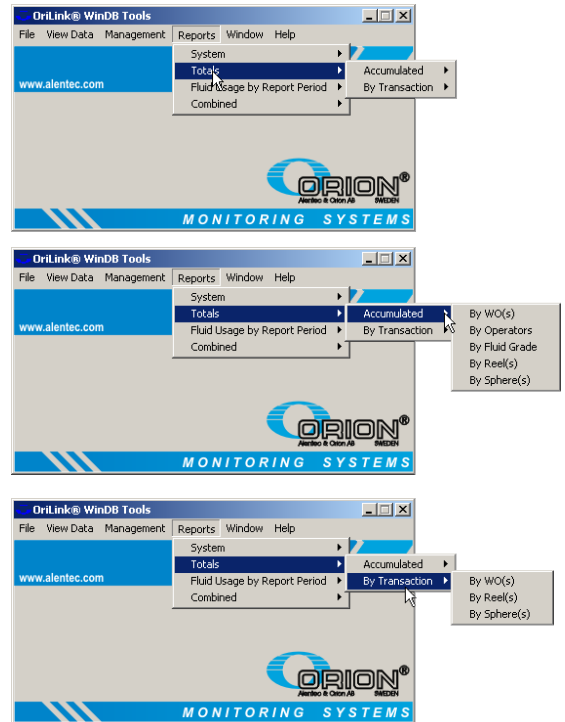 OriLink® WinDB Tools
File View Data Management Reports Window Help
System
Totals Accumulated
www.alentec.com Fluid Usage by Report Period By Transaction
Combined
ORION®
Alentec & Orion AB SWEDEN
MONITORING SYSTEMS
OriLink® WinDB Tools
File View Data Management Reports Window Help
System
Totals Accumulated By WO(s)
www.alentec.com Fluid Usage by Report Period By Transaction By Operators
Combined By Fluid Grade
By Reel(s)
By Sphere(s)
ORION®
Alentec & Orion AB SWEDEN
MONITORING SYSTEMS
OriLink® WinDB Tools
File View Data Management Reports Window Help
System
Totals Accumulated
www.alentec.com Fluid Usage by Report Period By Transaction By WO(s)
Combined By Reel(s)
By Sphere(s)
ORION®
Alentec & Orion AB SWEDEN
MONITORING SYSTEMS